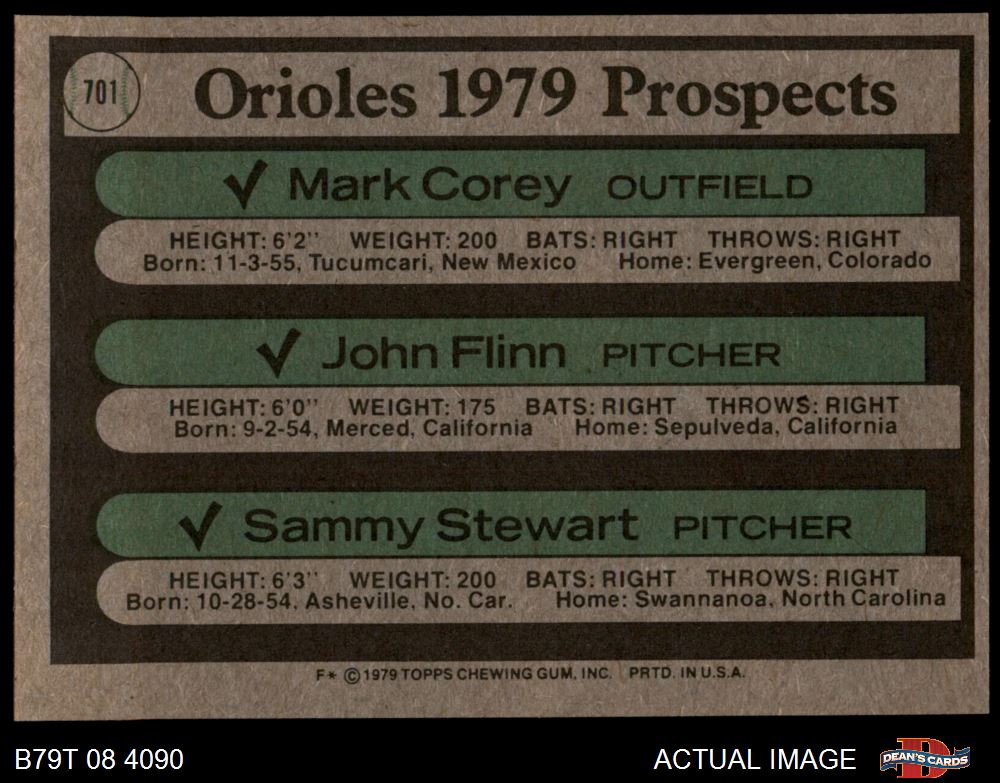 701
Orioles 1979 Prospects
✓ Mark Corey OUTFIELD
HEIGHT: 6'2" WEIGHT: 200 BATS: RIGHT THROWS: RIGHT
Born: 11-3-55, Tucumcari, New Mexico Home: Evergreen, Colorado
✓ John Flinn PITCHER
HEIGHT: 6'0" WEIGHT: 175 BATS: RIGHT THROWS: RIGHT
Born: 9-2-54, Merced, California Home: Sepulveda, California
✓ Sammy Stewart PITCHER
HEIGHT: 6'3" WEIGHT: 200 BATS: RIGHT THROWS: RIGHT
Born: 10-28-54, Asheville, No. Car. Home: Swannanoa, North Carolina
F* © 1979 TOPPS CHEWING GUM, INC. PRTD. IN U.S.A.
B79T 08 4090 ACTUAL IMAGE DEAN'S CARDS